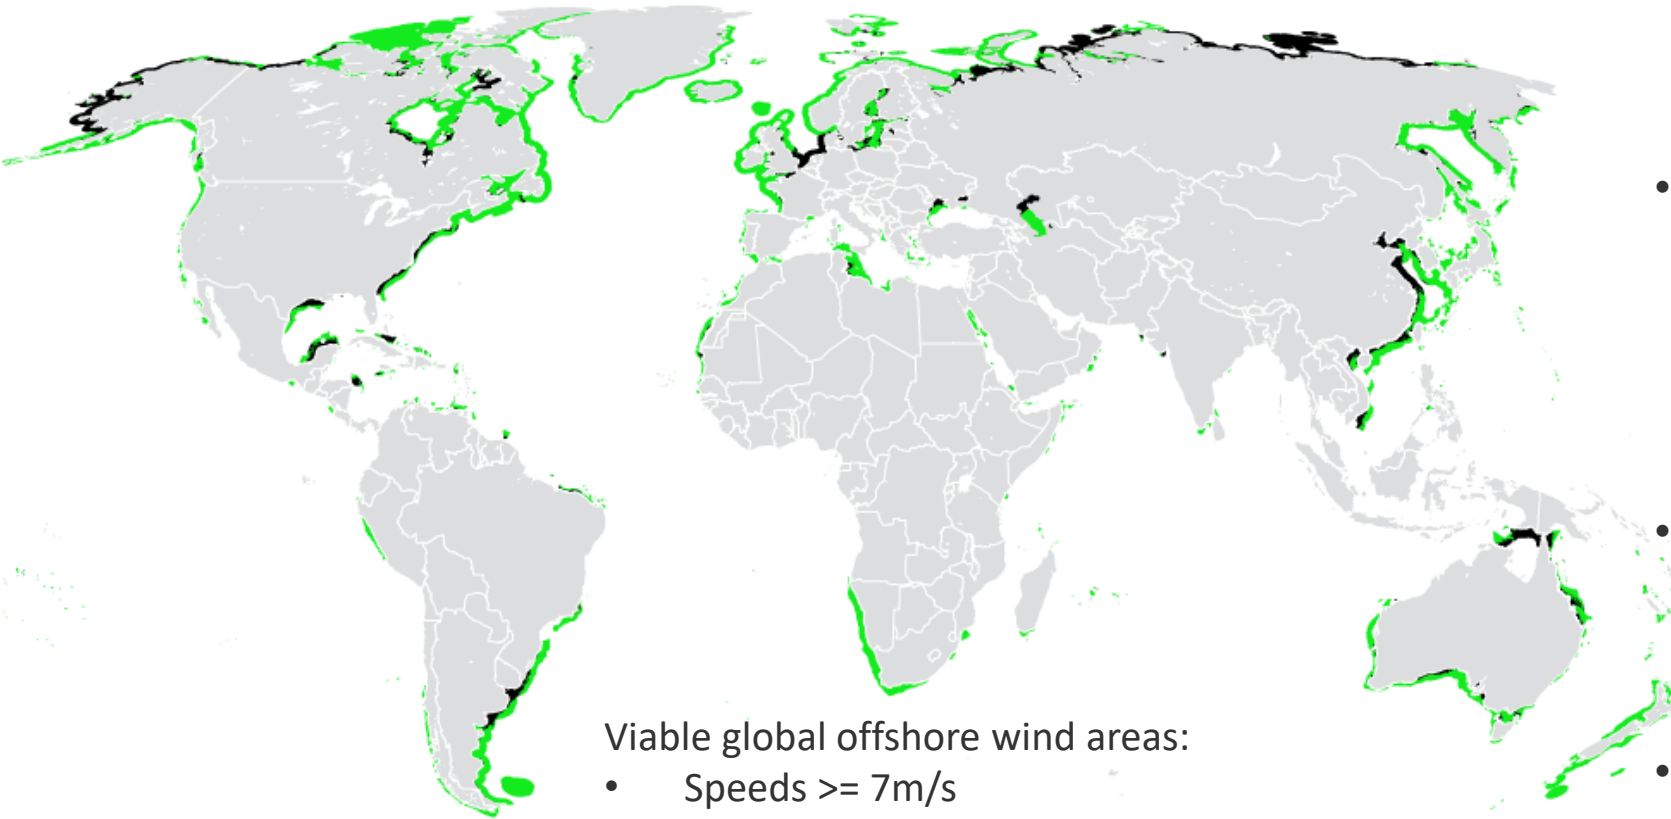 Viable global offshore wind areas:
• Speeds >= 7m/s
•
•
•